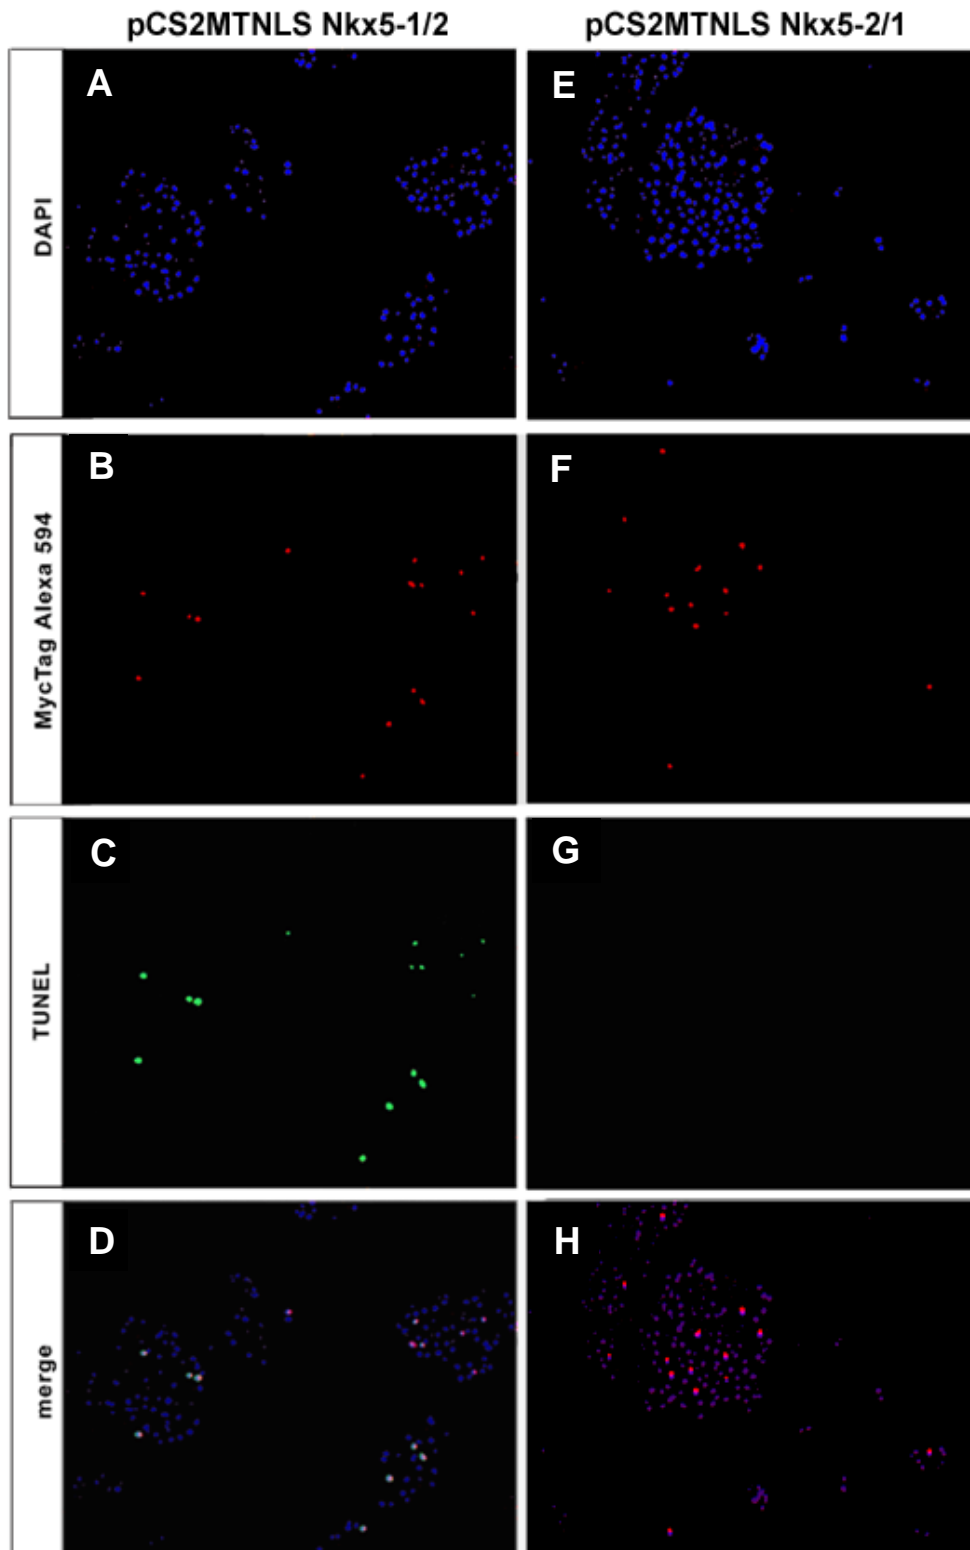 pCS2MTNLS Nkx5-1/2
pCS2MTNLS Nkx5-2/1
DAPI
A
E
MycTag Alexa 594
B
F
TUNEL
C
G
merge
D
H